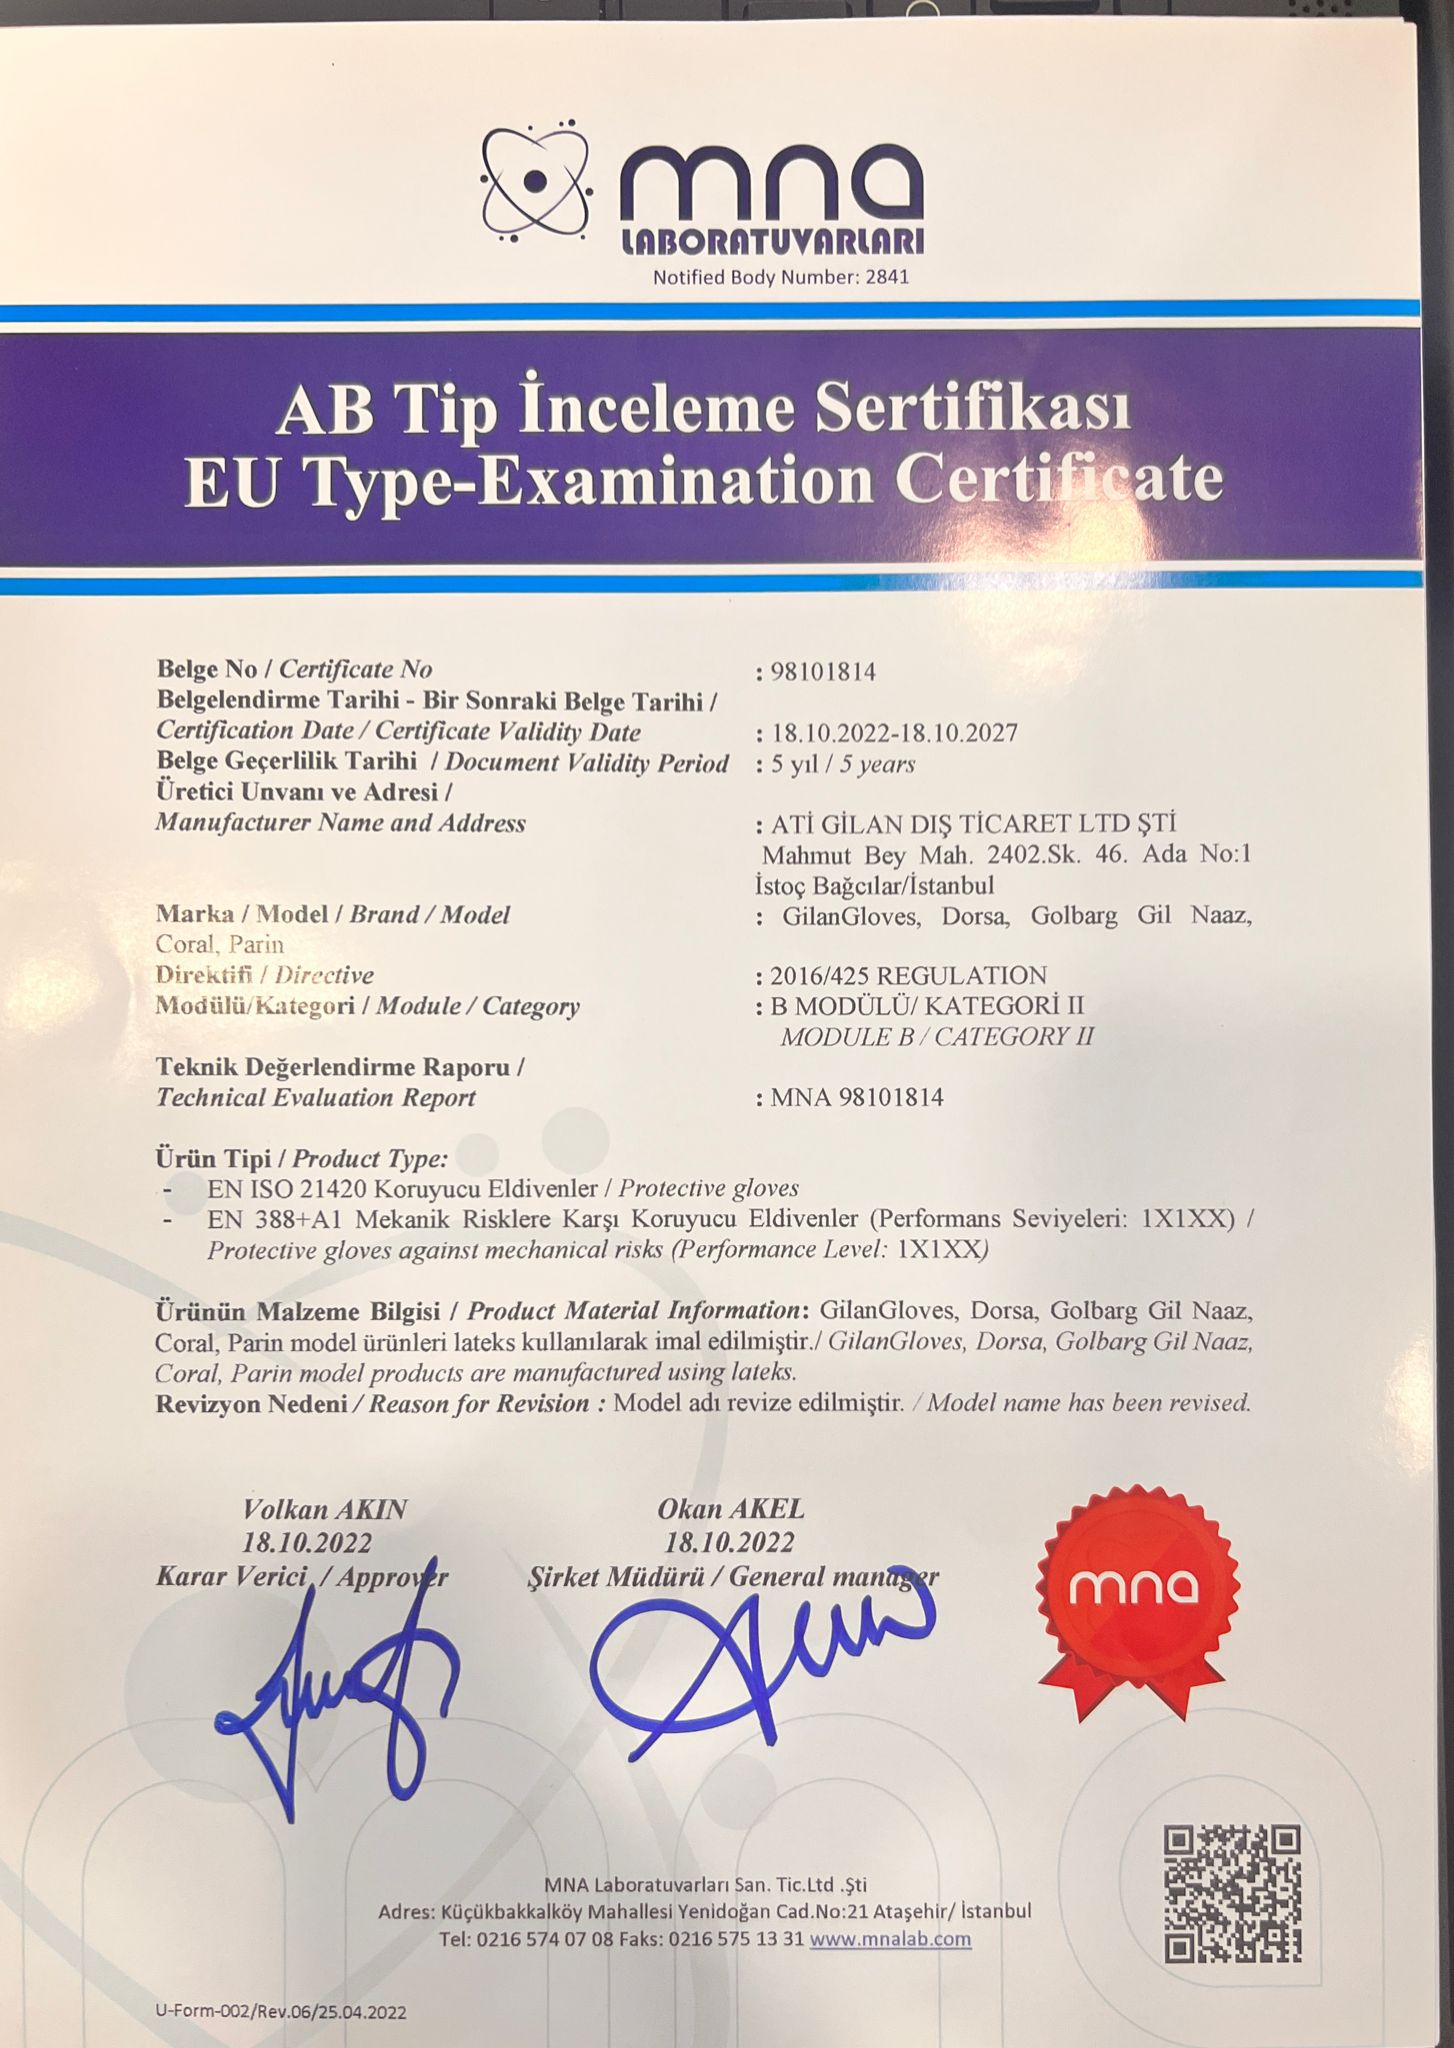 mna
LABORATUVARLARI
Notified Body Number: 2841
AB Tip İnceleme Sertifikası
EU Type-Examination Certificate
Belge No / Certificate No : 98101814
Belgelendirme Tarihi - Bir Sonraki Belge Tarihi /
Certification Date / Certificate Validity Date : 18.10.2022-18.10.2027
Belge Geçerlilik Tarihi / Document Validity Period : 5 yıl / 5 years
Üretici Unvanı ve Adresi /
Manufacturer Name and Address : ATİ GİLAN DIŞ TİCARET LTD ŞTİ
Mahmut Bey Mah. 2402.Sk. 46. Ada No:1
İstoç Bağcılar/İstanbul
Marka / Model / Brand / Model : GilanGloves, Dorsa, Golbarg Gil Naaz,
Coral, Parin
Direktifi / Directive : 2016/425 REGULATION
Modülü/Kategori / Module / Category : B MODÜLÜ/ KATEGORİ II
MODULE B / CATEGORY II
Teknik Değerlendirme Raporu /
Technical Evaluation Report : MNA 98101814
Ürün Tipi / Product Type:
- EN ISO 21420 Koruyucu Eldivenler / Protective gloves
- EN 388+A1 Mekanik Risklere Karşı Koruyucu Eldivenler (Performans Seviyeleri: 1X1XX) /
Protective gloves against mechanical risks (Performance Level: 1X1XX)
Ürünün Malzeme Bilgisi / Product Material Information: GilanGloves, Dorsa, Golbarg Gil Naaz,
Coral, Parin model ürünleri lateks kullanılarak imal edilmiştir./ GilanGloves, Dorsa, Golbarg Gil Naaz,
Coral, Parin model products are manufactured using lateks.
Revizyon Nedeni / Reason for Revision : Model adı revize edilmiştir. / Model name has been revised.
Volkan AKIN Okan AKEL
18.10.2022 18.10.2022
Karar Verici / Approver Şirket Müdürü / General manager
mna
MNA Laboratuvarları San. Tic.Ltd .Şti
Adres: Küçükbakkalköy Mahallesi Yenidoğan Cad.No:21 Ataşehir/ İstanbul
Tel: 0216 574 07 08 Faks: 0216 575 13 31 www.mnalab.com
U-Form-002/Rev.06/25.04.2022